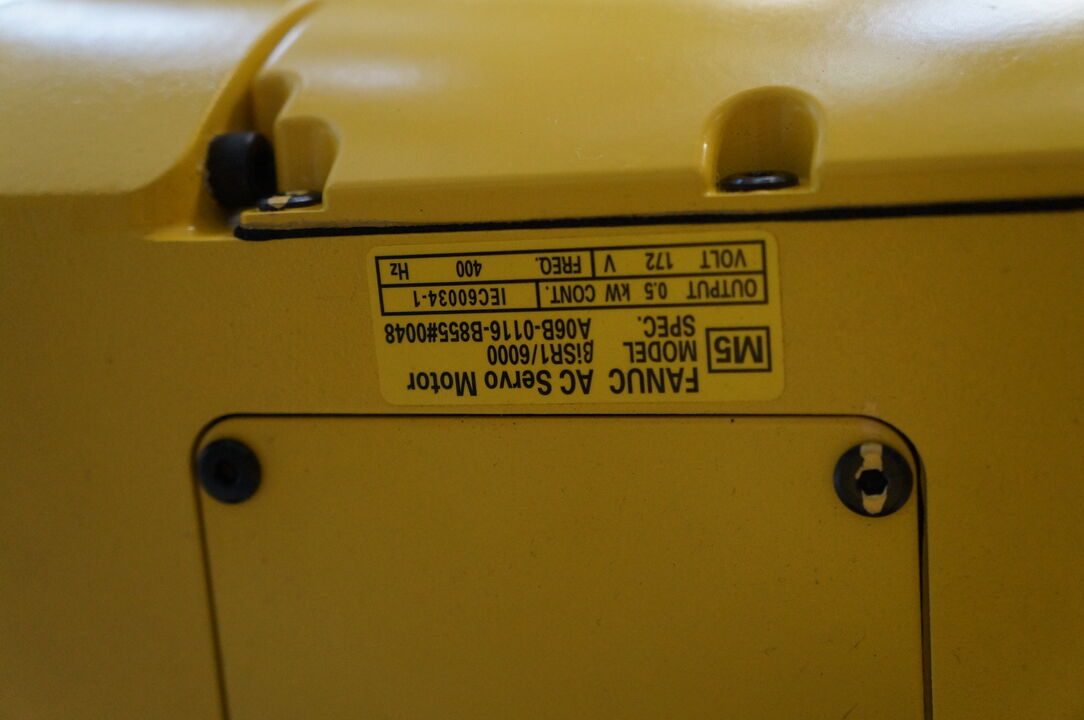 M5
FANUC AC Servo Motor
MODEL βiSR1/6000
SPEC. A06B-0116-B855#0048
OUTPUT 0.5 kW CONT. IEC60034-1
VOLT 172 V FREQ. 400 Hz